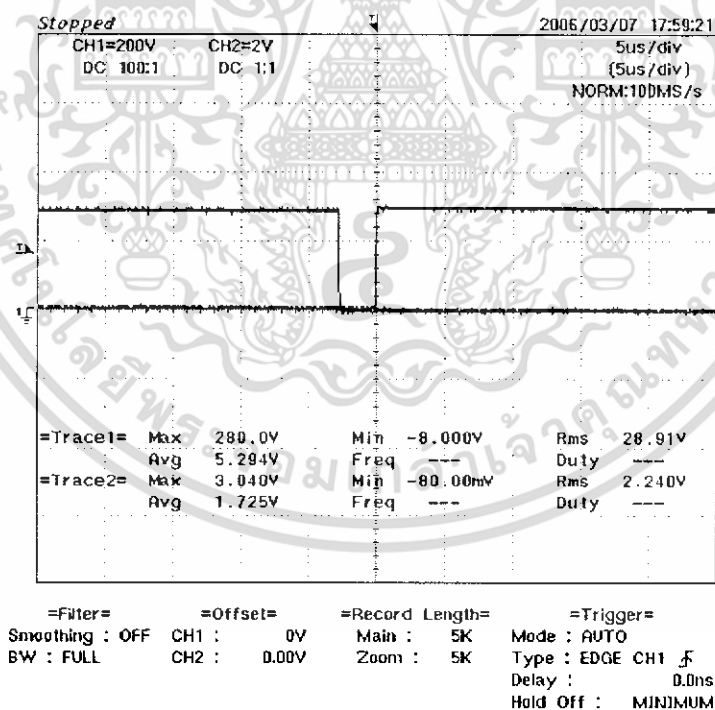 Stopped 2006/03/07 17:59:21
CH1=200V CH2=2V 5us/div
DC 100:1 DC 1:1 (5us/div)
NORM:100MS/s
T
1
=Trace1= Max 280.0V Min -8.000V Rms 28.91V
Avg 5.294V Freq --- Duty ---
=Trace2= Max 3.040V Min -80.00mV Rms 2.240V
Avg 1.725V Freq --- Duty ---
=Filter= =Offset= =Record Length= =Trigger=
Smoothing : OFF CH1 : 0V Main : 5K Mode : AUTO
BW : FULL CH2 : 0.00V Zoom : 5K Type : EDGE CH1
Delay : 0.0ns
Hold Off : MINIMUM